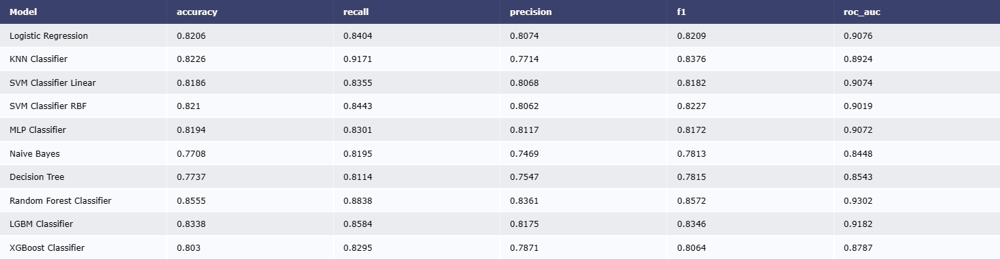 Model accuracy recall precision f1 roc_auc
Logistic Regression 0.8206 0.8404 0.8074 0.8209 0.9076
KNN Classifier 0.8226 0.9171 0.7714 0.8376 0.8924
SVM Classifier Linear 0.8186 0.8355 0.8068 0.8182 0.9074
SVM Classifier RBF 0.821 0.8443 0.8062 0.8227 0.9019
MLP Classifier 0.8194 0.8301 0.8117 0.8172 0.9072
Naive Bayes 0.7708 0.8195 0.7469 0.7813 0.8448
Decision Tree 0.7737 0.8114 0.7547 0.7815 0.8543
Random Forest Classifier 0.8555 0.8838 0.8361 0.8572 0.9302
LGBM Classifier 0.8338 0.8584 0.8175 0.8346 0.9182
XGBoost Classifier 0.803 0.8295 0.7871 0.8064 0.8787